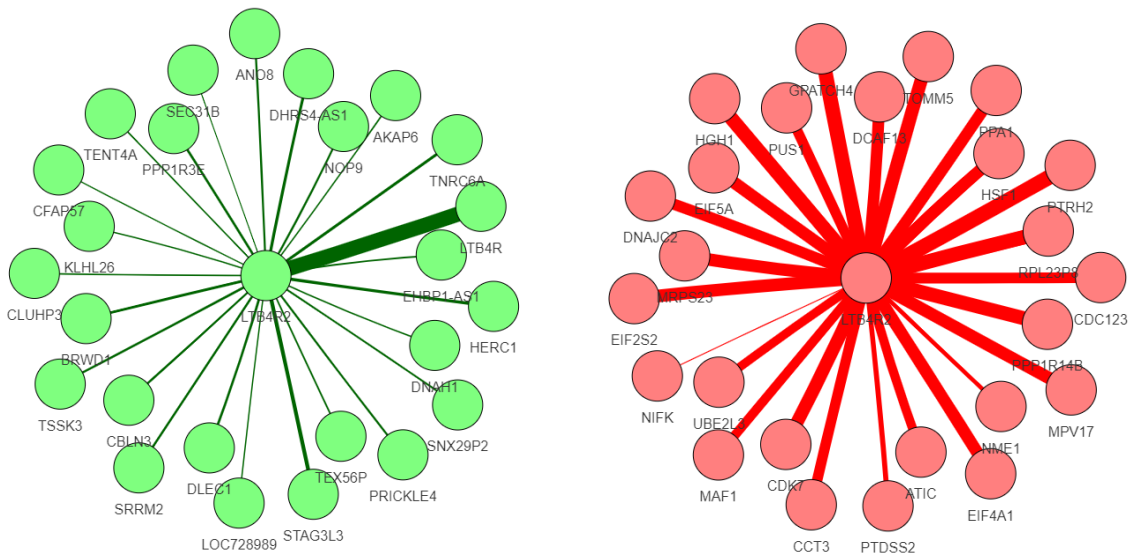 ANO8
SEC31B
DHRS4-AS1
AKAP6
TENT4A
PPP1R3E
NOP9
TNRC6A
CFAP57
LTB4R
KLHL26
EHBP1-AS1
CLUHP3
LTB4R2
HERC1
BRWD1
DNAH1
TSSK3
CBLN3
SNX29P2
SRRM2
DLEC1
TEX56P
PRICKLE4
LOC728989
STAG3L3
GPATCH4
TOMM5
HGH1
PUS1
DCAF13
PPA1
EIF5A
HSF1
PTRH2
DNAJC2
RPL23P8
MRPS23
CDC123
EIF2S2
LTB4R2
PPP1R14B
NIFK
UBE2L3
NME1
MPV17
MAF1
CDK7
ATIC
EIF4A1
CCT3
PTDSS2